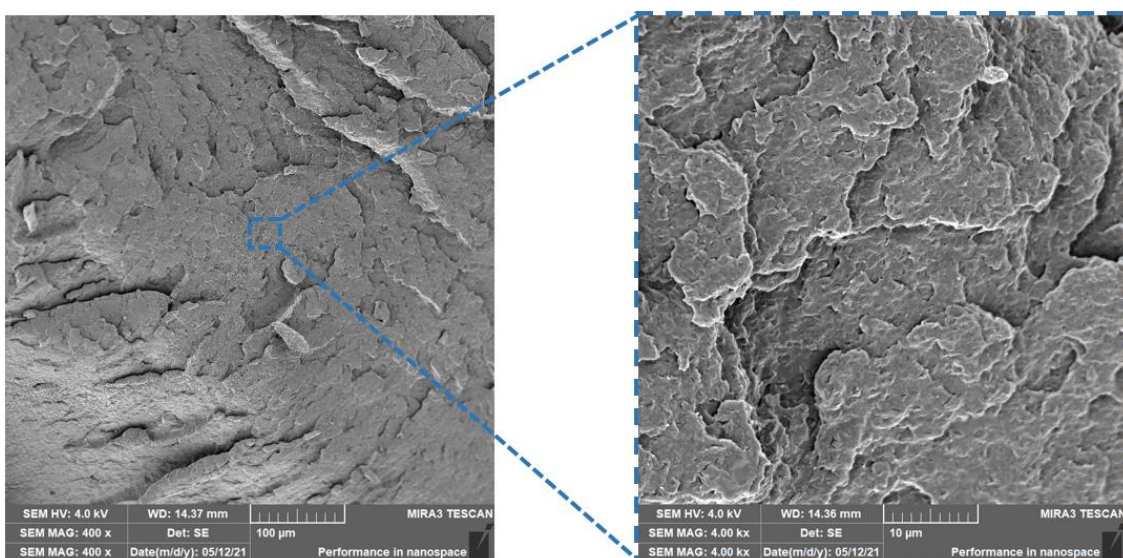 SEM HV: 4.0 kV WD: 14.37 mm MIRA3 TESCAN
SEM MAG: 400 x Det: SE 100 µm
SEM MAG: 400 x Date(m/d/y): 05/12/21 Performance in nanospace
SEM HV: 4.0 kV WD: 14.36 mm MIRA3 TESCAN
SEM MAG: 4.00 kx Det: SE 10 µm
SEM MAG: 4.00 kx Date(m/d/y): 05/12/21 Performance in nanospace